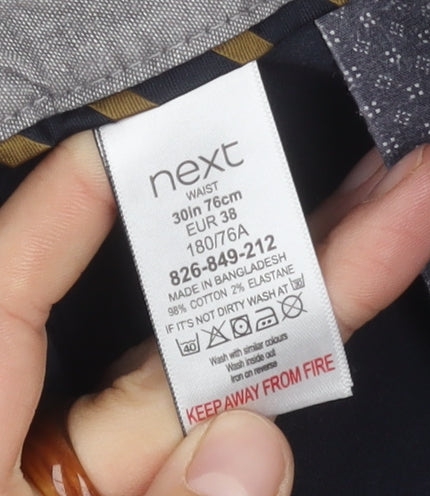 next
WAIST
30in 76cm
EUR 38
180/76A
826-849-212
MADE IN BANGLADESH
98% COTTON 2% ELASTANE
IF IT'S NOT DIRTY WASH AT 30
40
Wash with similar colours
Wash inside out
Iron on reverse
KEEP AWAY FROM FIRE